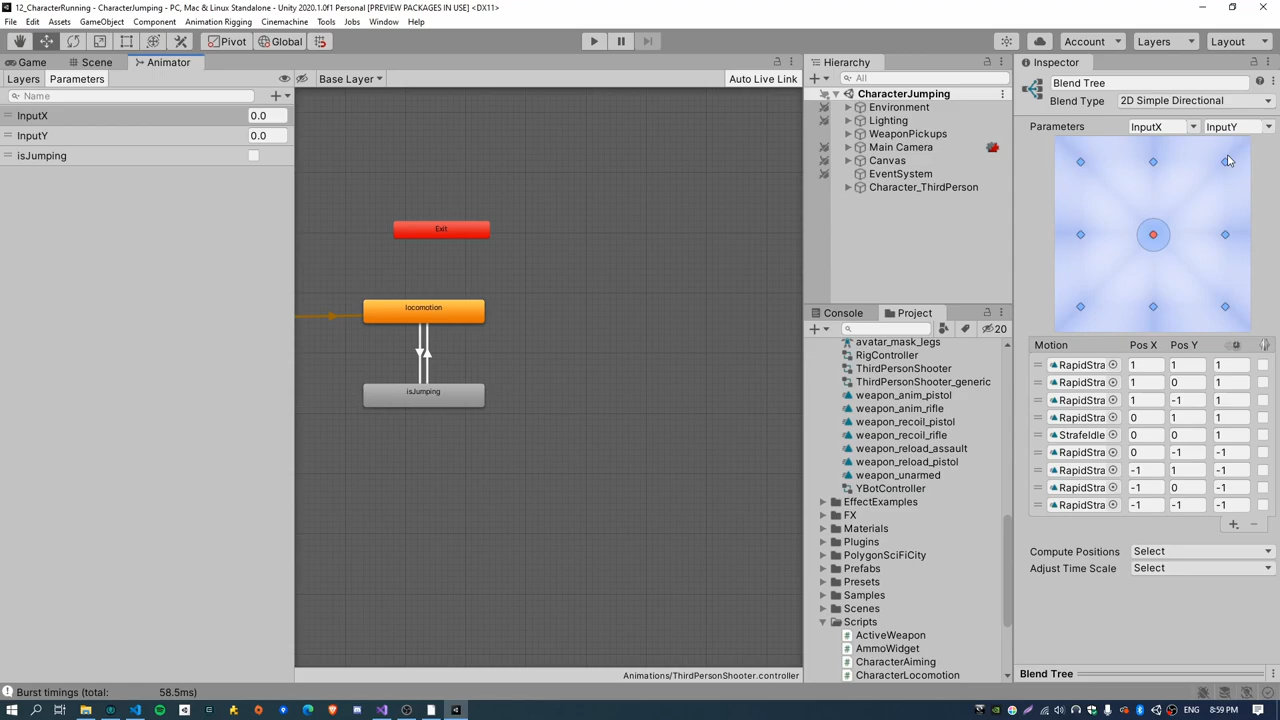 12_CharacterRunning - CharacterJumping - PC, Mac & Linux Standalone - Unity 2020.1.0f1 Personal [PREVIEW PACKAGES IN USE] <DX11>
File Edit Assets GameObject Component Animation Rigging Cinemachine Tools Jobs Window Help
Pivot Global Account Layers Layout
Game Scene Animator
Layers Parameters Base Layer Auto Live Link
Name
InputX 0.0
InputY 0.0
isJumping
Exit
locomotion
isJumping
Animations/ThirdPersonShooter.controller
Hierarchy
All
CharacterJumping
Environment
Lighting
WeaponPickups
Main Camera
Canvas
EventSystem
Character_ThirdPerson
Console Project
20
avatar_mask_legs
RigController
ThirdPersonShooter
ThirdPersonShooter_generic
weapon_anim_pistol
weapon_anim_rifle
weapon_recoil_pistol
weapon_recoil_rifle
weapon_reload_assault
weapon_reload_pistol
weapon_unarmed
YBotController
EffectExamples
FX
Materials
Plugins
PolygonSciFiCity
Prefabs
Presets
Samples
Scenes
Scripts
ActiveWeapon
AmmoWidget
CharacterAiming
CharacterLocomotion
Inspector
Blend Tree
Blend Type 2D Simple Directional
Parameters InputX InputY
Motion Pos X Pos Y
RapidStra 1 1 1
RapidStra 1 0 1
RapidStra 1 -1 1
RapidStra 0 1 1
StrafeIdle 0 0 1
RapidStra 0 -1 -1
RapidStra -1 1 -1
RapidStra -1 0 -1
RapidStra -1 -1 -1
Compute Positions Select
Adjust Time Scale Select
Blend Tree
Burst timings (total: 58.5ms)
ENG 8:59 PM